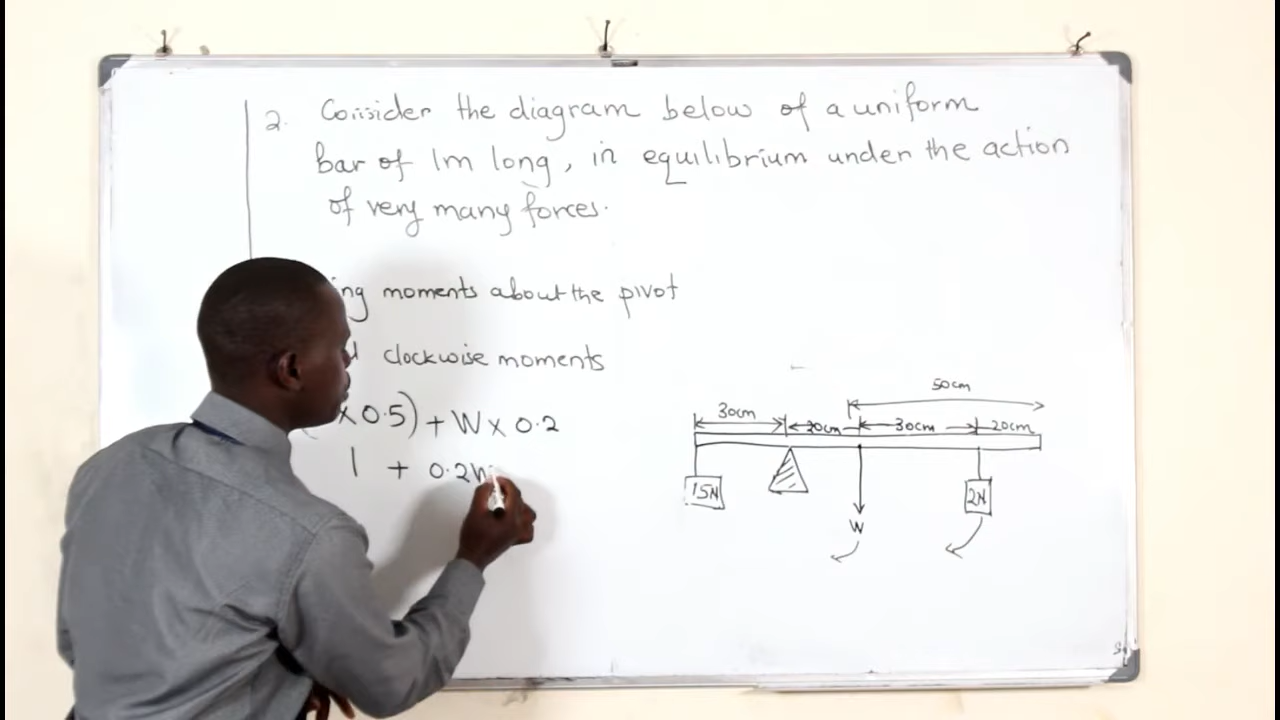 2. Consider the diagram below of a uniform
bar of 1m long, in equilibrium under the action
of very many forces.
moments about the pivot
clockwise moments
x 0.5) + W x 0.2
1 + 0.2W
50cm
30cm 20cm 30cm 20cm
15N
2N
W